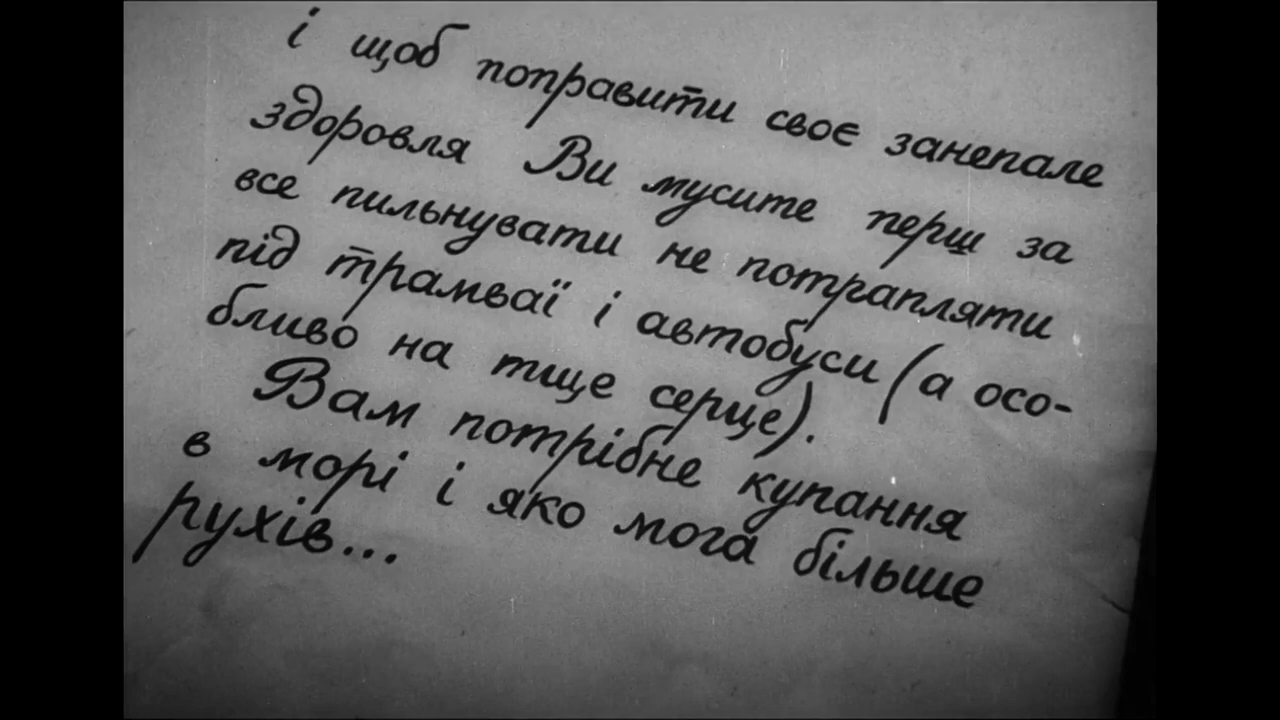 і щоб поправити своє занепале
здоровля Ви мусите перш за
все пильнувати не потрапляти
під трамваї і автобуси (а осо-
бливо на тще серце).
Вам потрібне купання
в морі і яко мога більше
рухів...